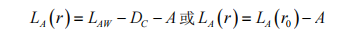 L_A(r) = L_{AW} − D_C − A 或 L_A(r) = L_A(r_0) − A